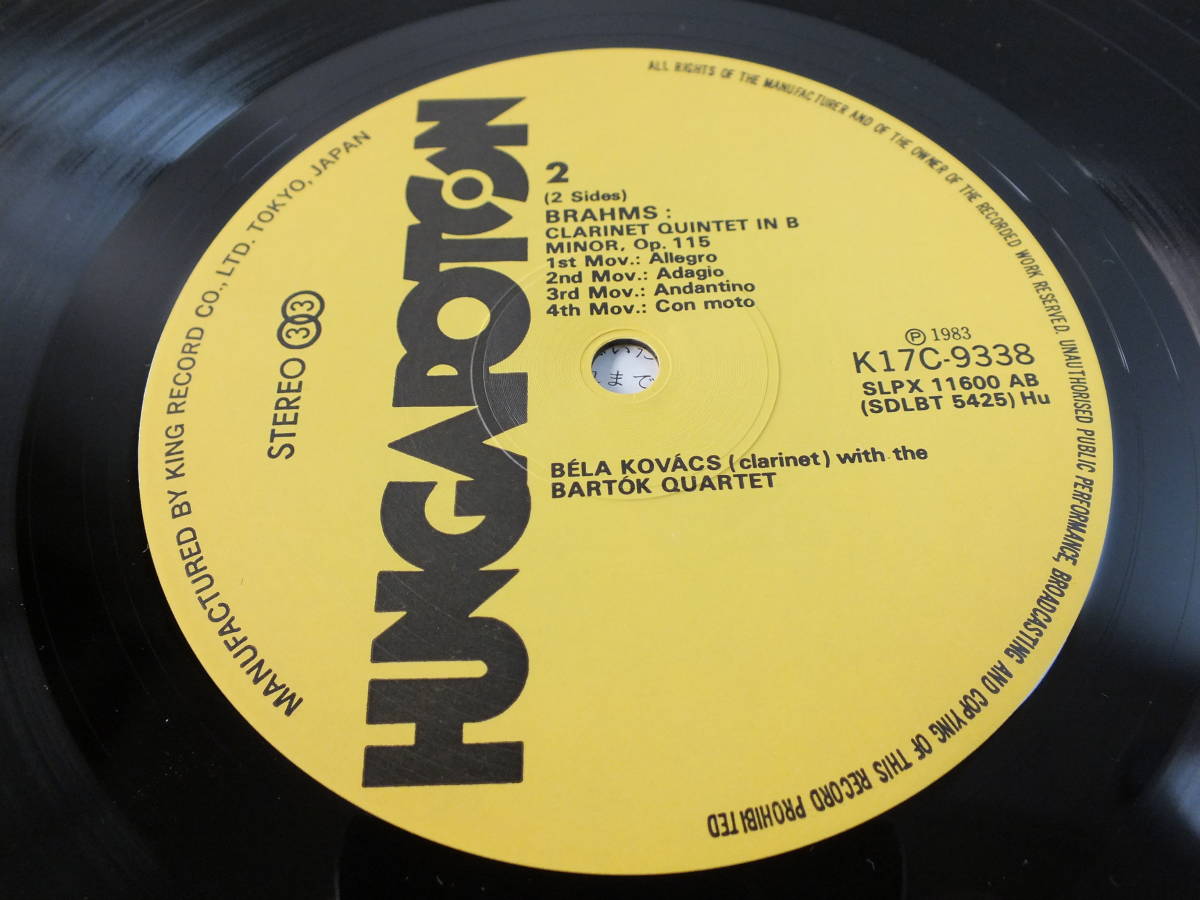 HUNGAROTON
2
(2 Sides)
BRAHMS :
CLARINET QUINTET IN B
MINOR, Op. 115
1st Mov.: Allegro
2nd Mov.: Adagio
3rd Mov.: Andantino
4th Mov.: Con moto
℗ 1983
K17C-9338
SLPX 11600 AB
(SDLBT 5425) Hu
BÉLA KOVÁCS (clarinet) with the
BARTÓK QUARTET
STEREO 33
MANUFACTURED BY KING RECORD CO., LTD. TOKYO, JAPAN
ALL RIGHTS OF THE MANUFACTURER AND OF THE OWNER OF THE RECORDED WORK RESERVED. UNAUTHORISED PUBLIC PERFORMANCE, BROADCASTING AND COPYING OF THIS RECORD PROHIBITED
まで